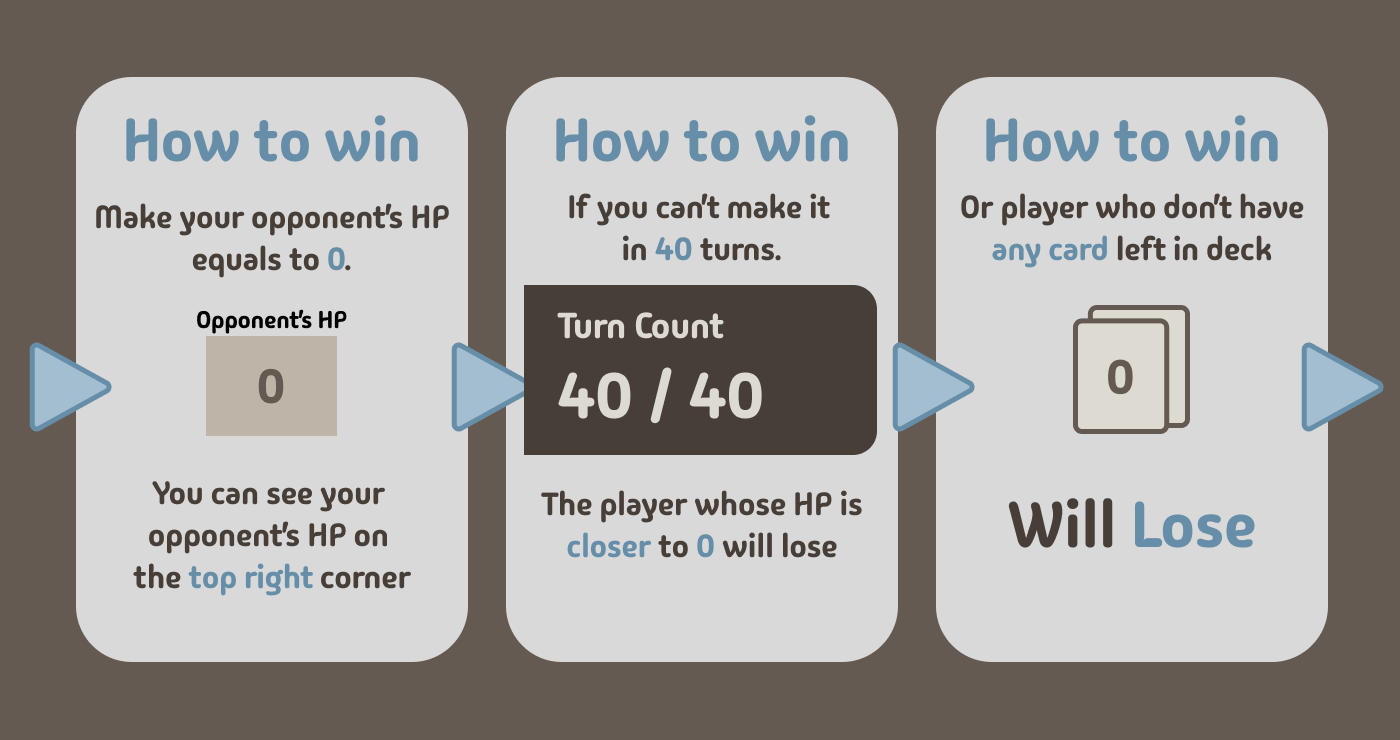 How to win
Make your opponent's HP
equals to 0.
Opponent's HP
0
You can see your
opponent's HP on
the top right corner
How to win
If you can't make it
in 40 turns.
Turn Count
40 / 40
The player whose HP is
closer to 0 will lose
How to win
Or player who don't have
any card left in deck
0
Will Lose